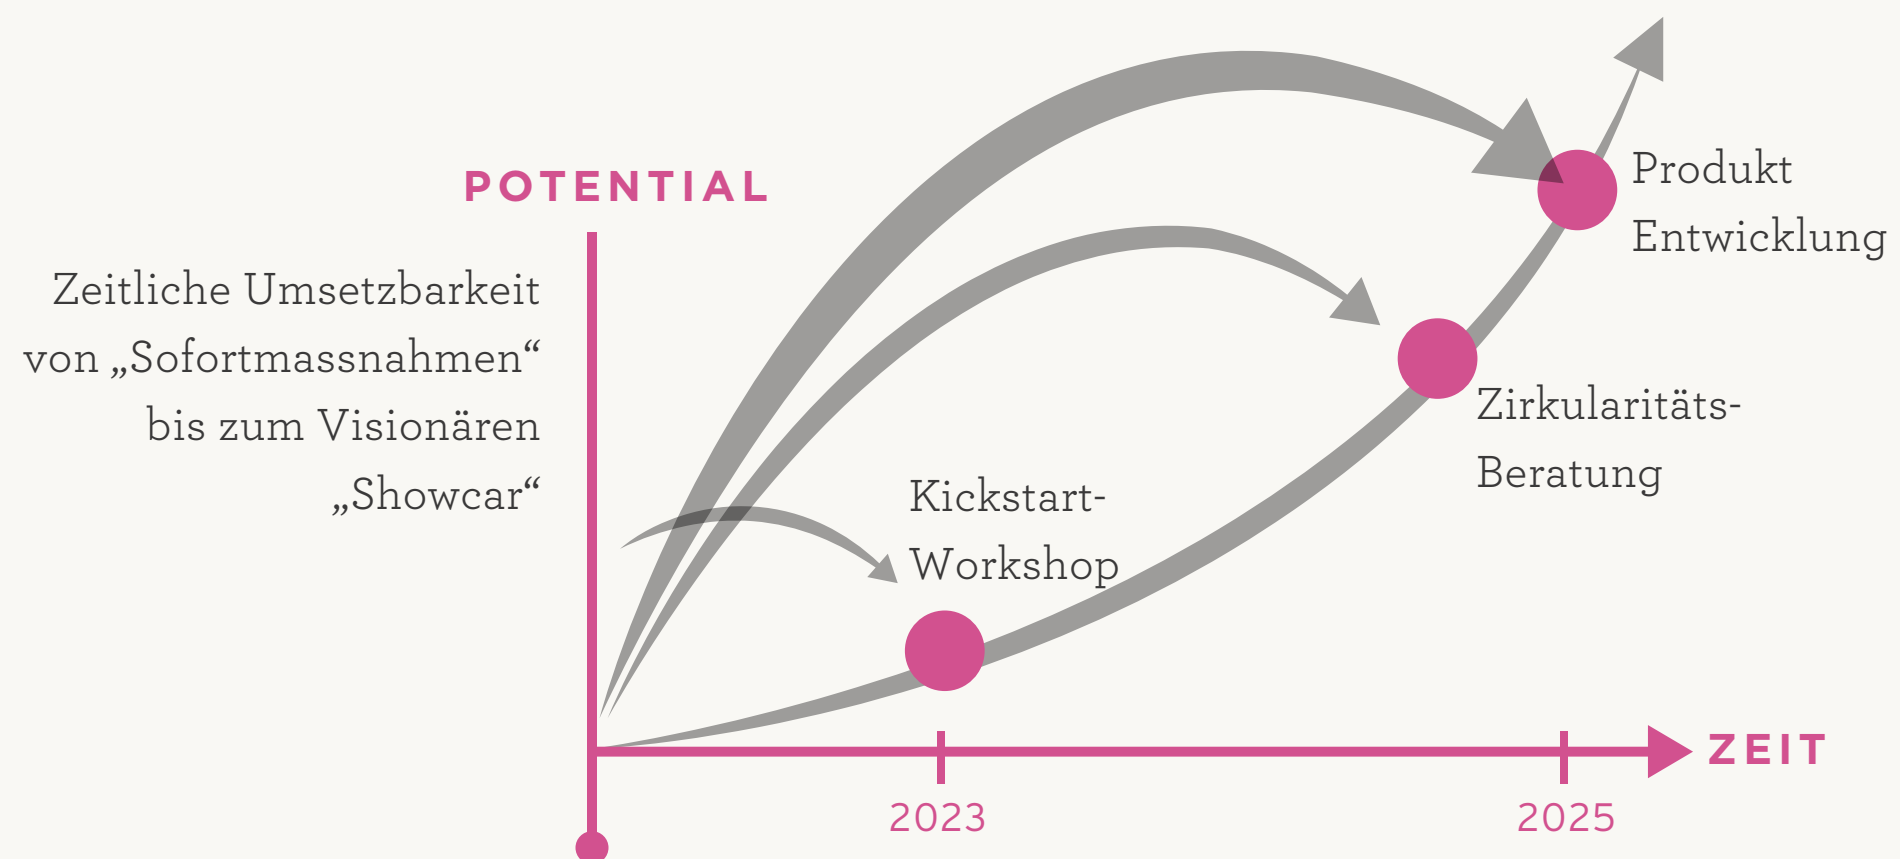 POTENTIAL
Zeitliche Umsetzbarkeit
von „Sofortmassnahmen“
bis zum Visionären
„Showcar“
Produkt
Entwicklung
Zirkularitäts-
Beratung
Kickstart-
Workshop
ZEIT
2023
2025